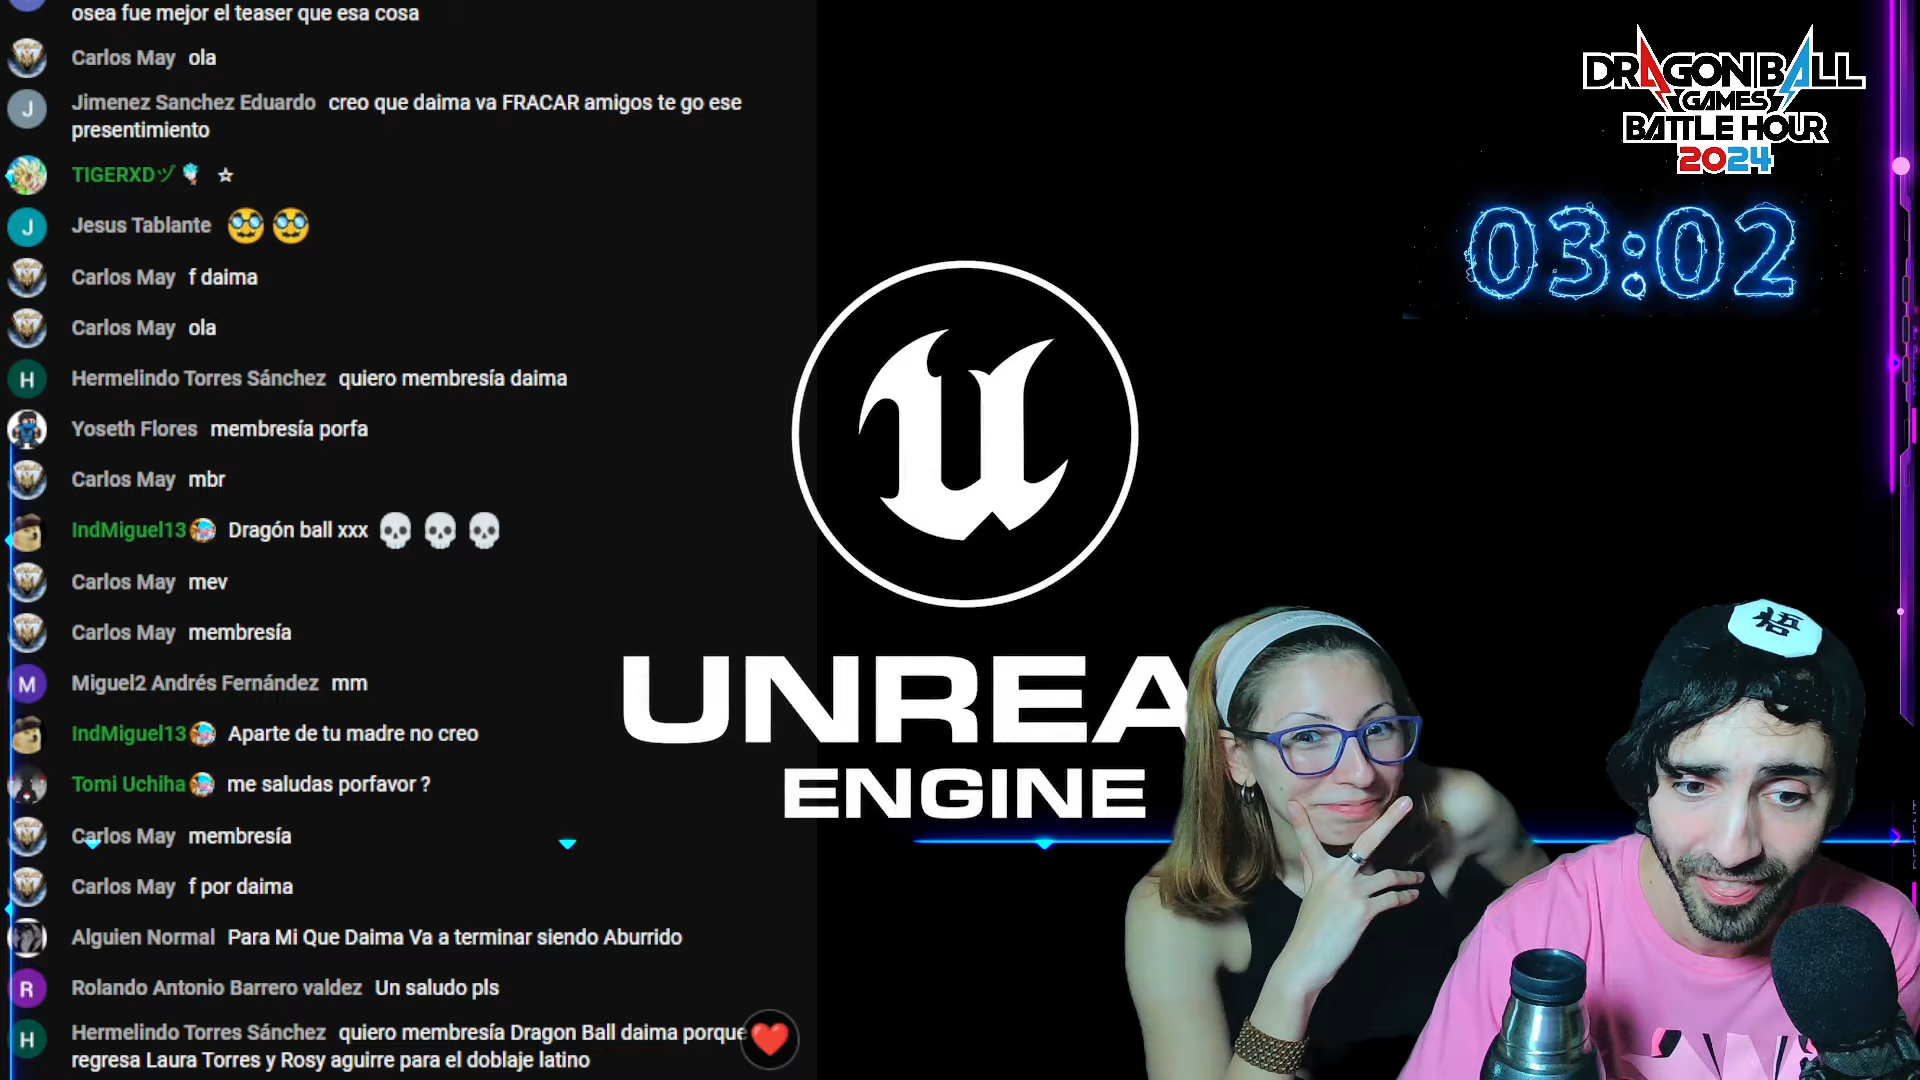 osea fue mejor el teaser que esa cosa
Carlos May ola
J
Jimenez Sanchez Eduardo creo que daima va FRACAR amigos te go ese
presentimiento
TIGERXDヅ ☆
J
Jesus Tablante
Carlos May f daima
Carlos May ola
H
Hermelindo Torres Sánchez quiero membresía daima
Yoseth Flores membresía porfa
Carlos May mbr
IndMiguel13 Dragón ball xxx
Carlos May mev
Carlos May membresía
M
Miguel2 Andrés Fernández mm
IndMiguel13 Aparte de tu madre no creo
Tomi Uchiha me saludas porfavor ?
Carlos May membresía
Carlos May f por daima
Alguien Normal Para Mi Que Daima Va a terminar siendo Aburrido
R
Rolando Antonio Barrero valdez Un saludo pls
H
Hermelindo Torres Sánchez quiero membresía Dragon Ball daima porque
regresa Laura Torres y Rosy aguirre para el doblaje latino
DRAGON BALL
GAMES
BATTLE HOUR
2024
03:02
UNREA
ENGINE
悟